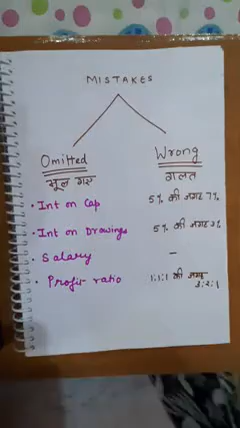 MISTAKES
Omitted Wrong
भूल गए गलत
• Int on Cap 5% की जगह 7%
• Int on Drawings 5% की जगह
• Salary –
• Profit ratio 1:1:1 की जगह
3:2:1